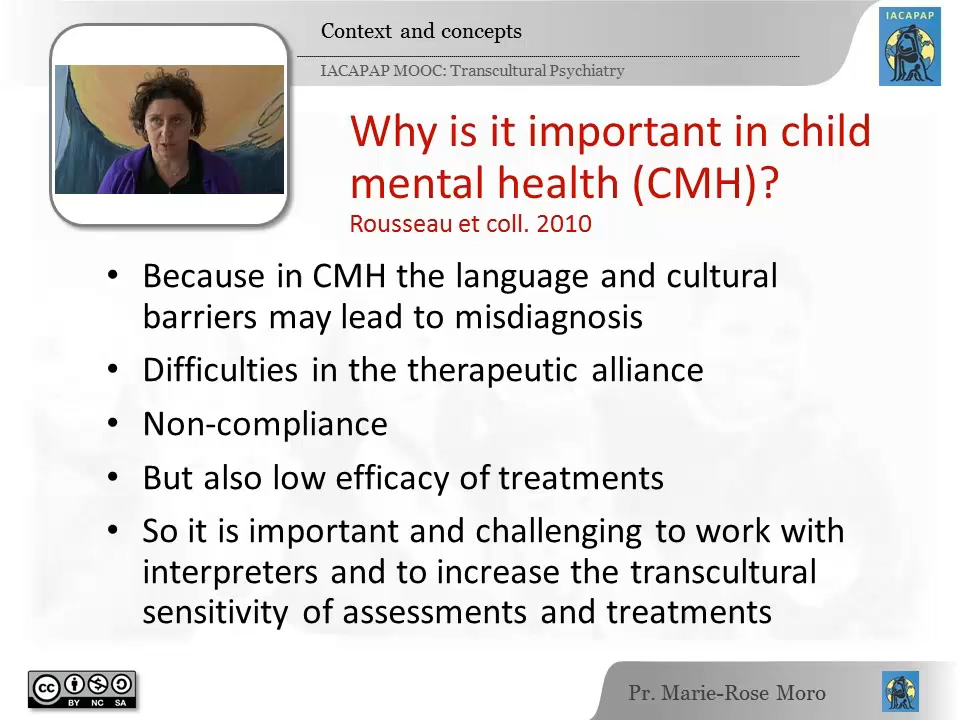 IACAPAP
Context and concepts
IACAPAP MOOC: Transcultural Psychiatry
Why is it important in child
mental health (CMH)?
Rousseau et coll. 2010
• Because in CMH the language and cultural
barriers may lead to misdiagnosis
• Difficulties in the therapeutic alliance
• Non-compliance
• But also low efficacy of treatments
• So it is important and challenging to work with
interpreters and to increase the transcultural
sensitivity of assessments and treatments
cc BY NC SA
Pr. Marie-Rose Moro